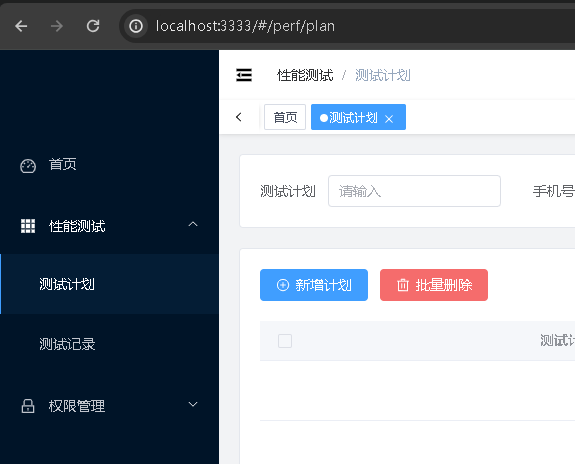 localhost:3333/#/perf/plan
性能测试 / 测试计划
首页 测试计划
首页
性能测试
测试计划
测试记录
权限管理
测试计划 请输入 手机号
新增计划 批量删除
测试